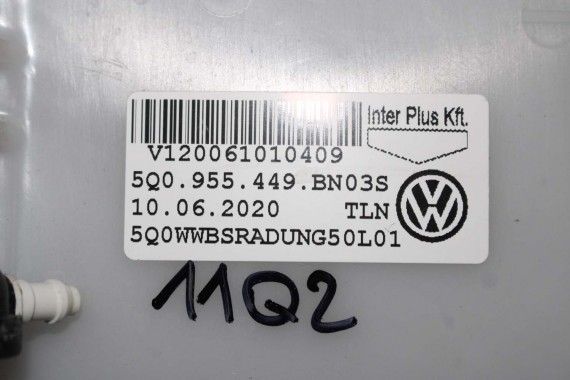 Inter Plus Kft.
V120061010409
5Q0.955.449.BN03S
10.06.2020 TLN
5Q0WWBSRADUNG50L01
11Q2